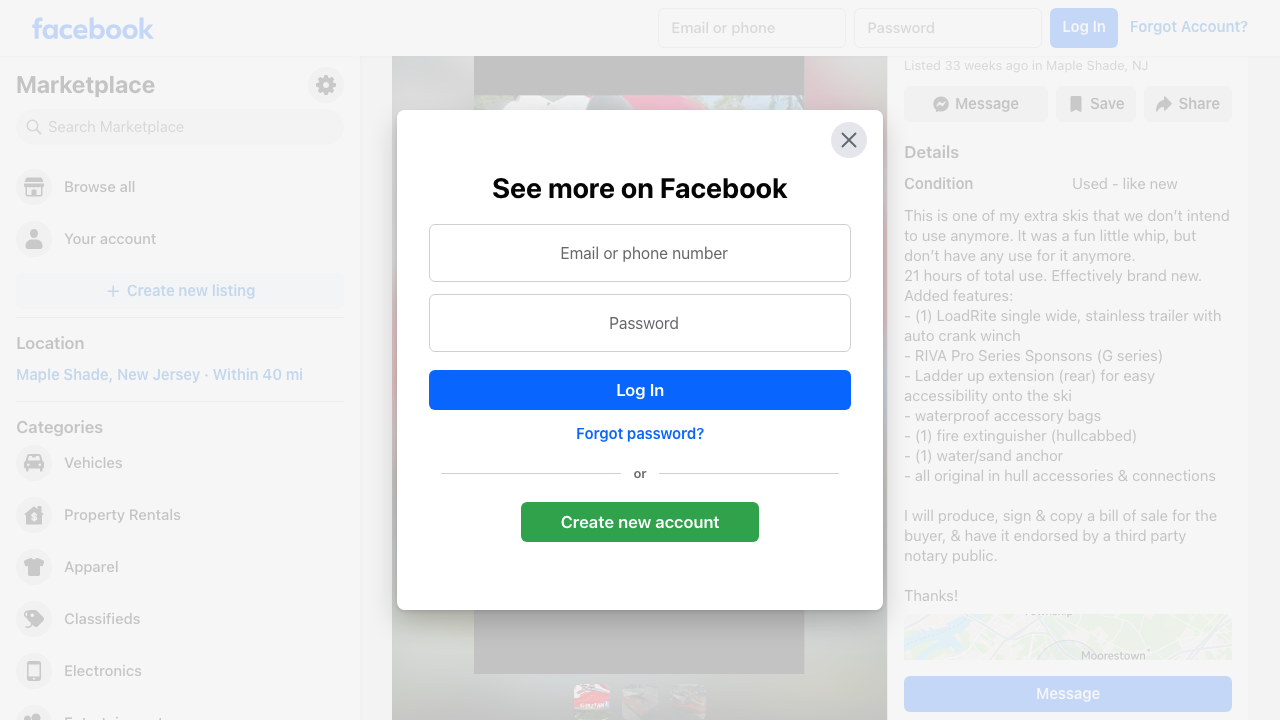 facebook
Email or phone
Password
Log In
Forgot Account?
Marketplace
Search Marketplace
Browse all
Your account
Create new listing
Location
Maple Shade, New Jersey · Within 40 mi
Categories
Vehicles
Property Rentals
Apparel
Classifieds
Electronics
See more on Facebook
Email or phone number
Password
Log In
Forgot password?
or
Create new account
Listed 33 weeks ago in Maple Shade, NJ
Message
Save
Share
Details
Condition
Used - like new
This is one of my extra skis that we don’t intend
to use anymore. It was a fun little whip, but
don’t have any use for it anymore.
21 hours of total use. Effectively brand new.
Added features:
- (1) LoadRite single wide, stainless trailer with
auto crank winch
- RIVA Pro Series Sponsons (G series)
- Ladder up extension (rear) for easy
accessibility onto the ski
- waterproof accessory bags
- (1) fire extinguisher (hullcabbed)
- (1) water/sand anchor
- all original in hull accessories & connections
I will produce, sign & copy a bill of sale for the
buyer, & have it endorsed by a third party
notary public.
Thanks!
Moorestown
Message